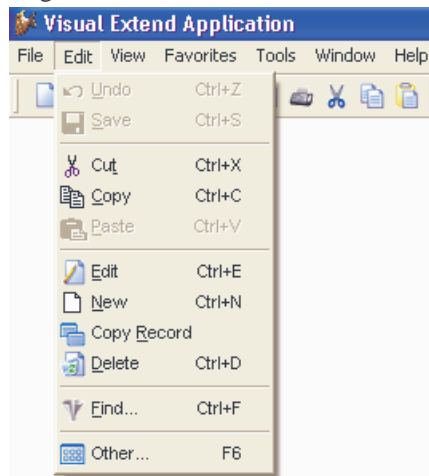 Visual Extend Application
File Edit View Favorites Tools Window Help
Undo Ctrl+Z
Save Ctrl+S
Cut Ctrl+X
Copy Ctrl+C
Paste Ctrl+V
Edit Ctrl+E
New Ctrl+N
Copy Record
Delete Ctrl+D
Find... Ctrl+F
Other... F6